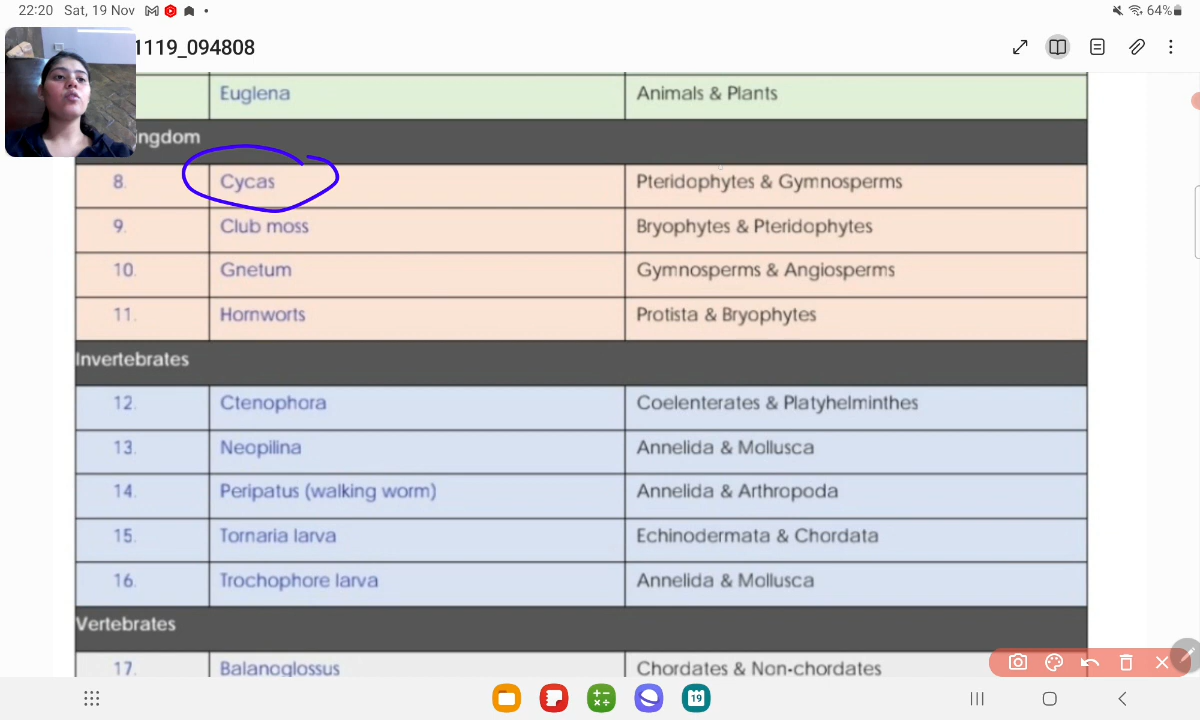 22:20 Sat, 19 Nov
64%
1119_094808
Euglena Animals & Plants
ngdom
8. Cycas Pteridophytes & Gymnosperms
9. Club moss Bryophytes & Pteridophytes
10. Gnetum Gymnosperms & Angiosperms
11. Hornworts Protista & Bryophytes
Invertebrates
12. Ctenophora Coelenterates & Platyhelminthes
13. Neopilina Annelida & Mollusca
14. Peripatus (walking worm) Annelida & Arthropoda
15. Tornaria larva Echinodermata & Chordata
16. Trochophore larva Annelida & Mollusca
Vertebrates
17. Balanoglossus Chordates & Non-chordates
19